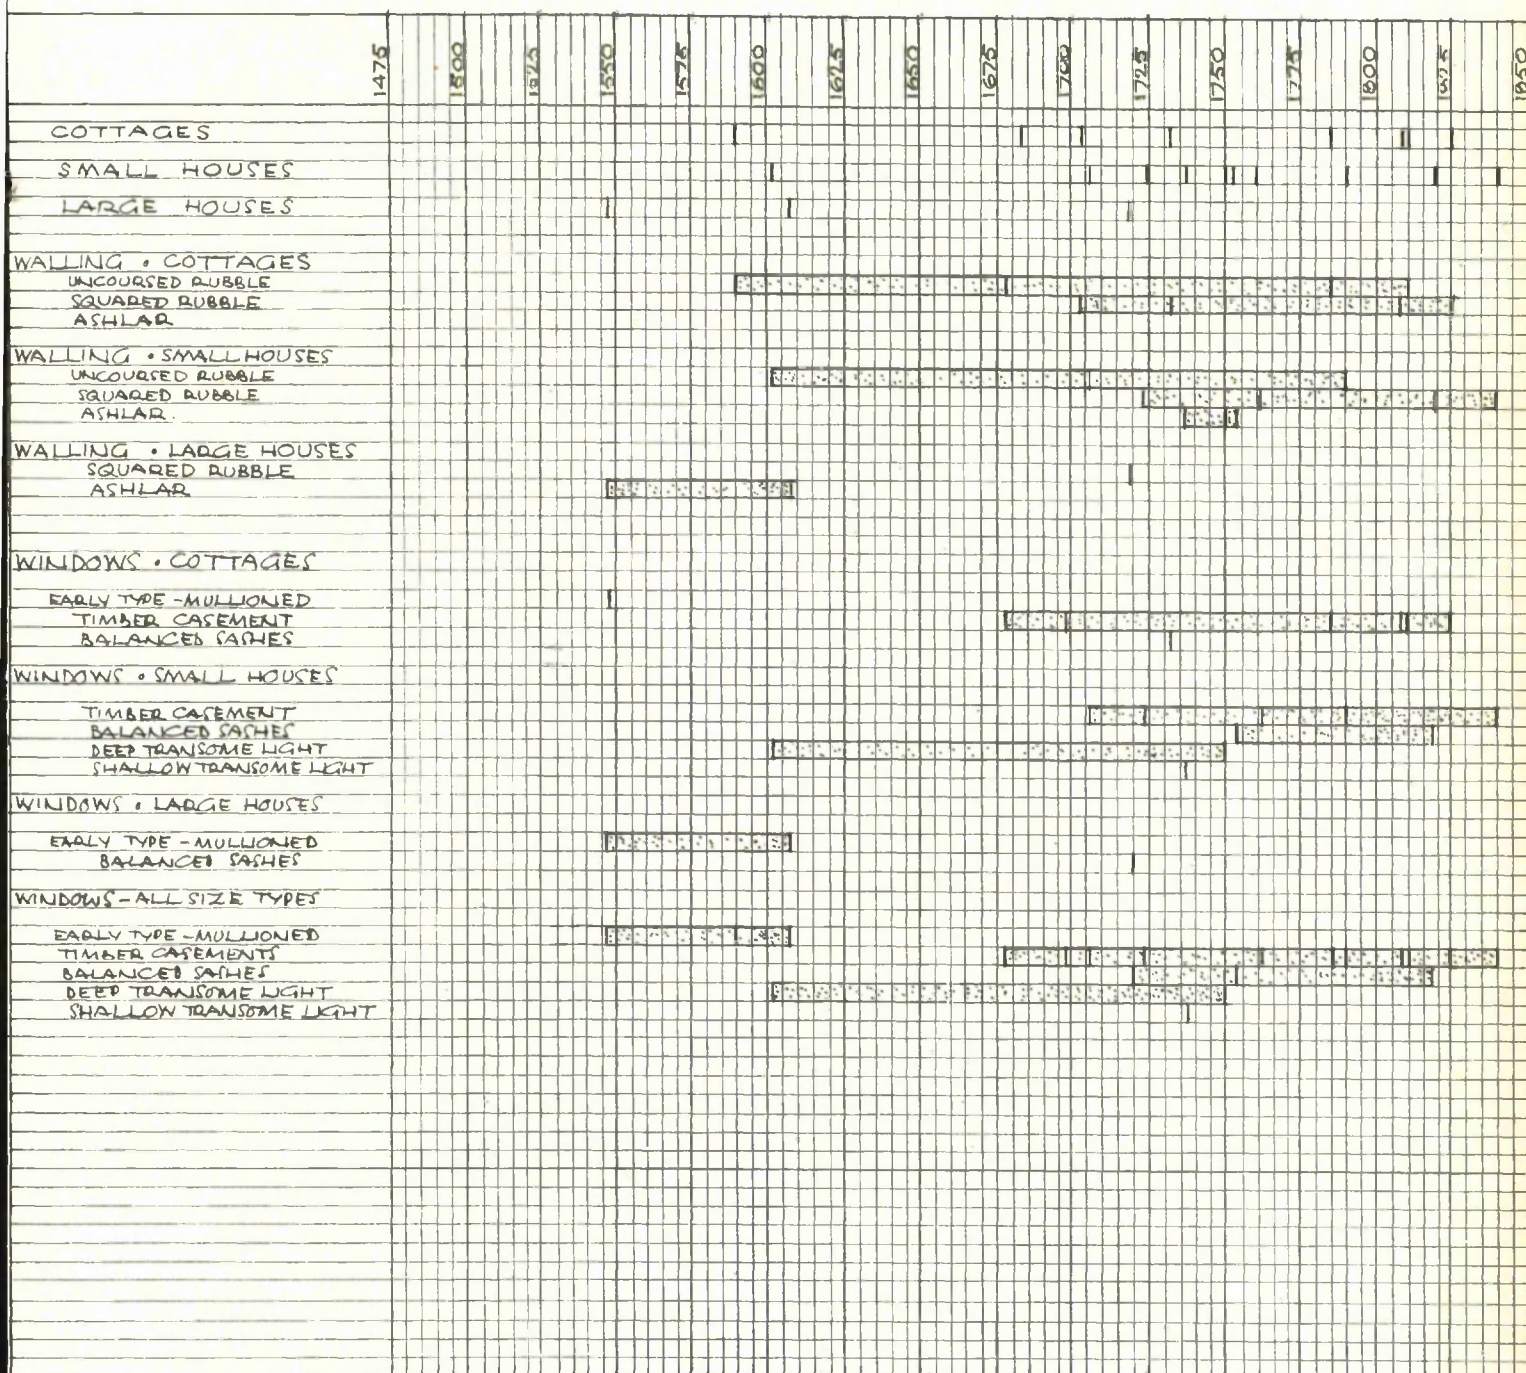 1475 1500 1525 1550 1575 1600 1625 1650 1675 1700 1725 1750 1775 1800 1825 1850
COTTAGES
SMALL HOUSES
LARGE HOUSES
WALLING • COTTAGES
UNCOURSED RUBBLE
SQUARED RUBBLE
ASHLAR
WALLING • SMALL HOUSES
UNCOURSED RUBBLE
SQUARED RUBBLE
ASHLAR.
WALLING • LARGE HOUSES
SQUARED RUBBLE
ASHLAR
WINDOWS • COTTAGES
EARLY TYPE - MULLIONED
TIMBER CASEMENT
BALANCED SASHES
WINDOWS • SMALL HOUSES
TIMBER CASEMENT
BALANCED SASHES
DEEP TRANSOME LIGHT
SHALLOW TRANSOME LIGHT
WINDOWS • LARGE HOUSES
EARLY TYPE - MULLIONED
BALANCED SASHES
WINDOWS - ALL SIZE TYPES
EARLY TYPE - MULLIONED
TIMBER CASEMENTS
BALANCED SASHES
DEEP TRANSOME LIGHT
SHALLOW TRANSOME LIGHT